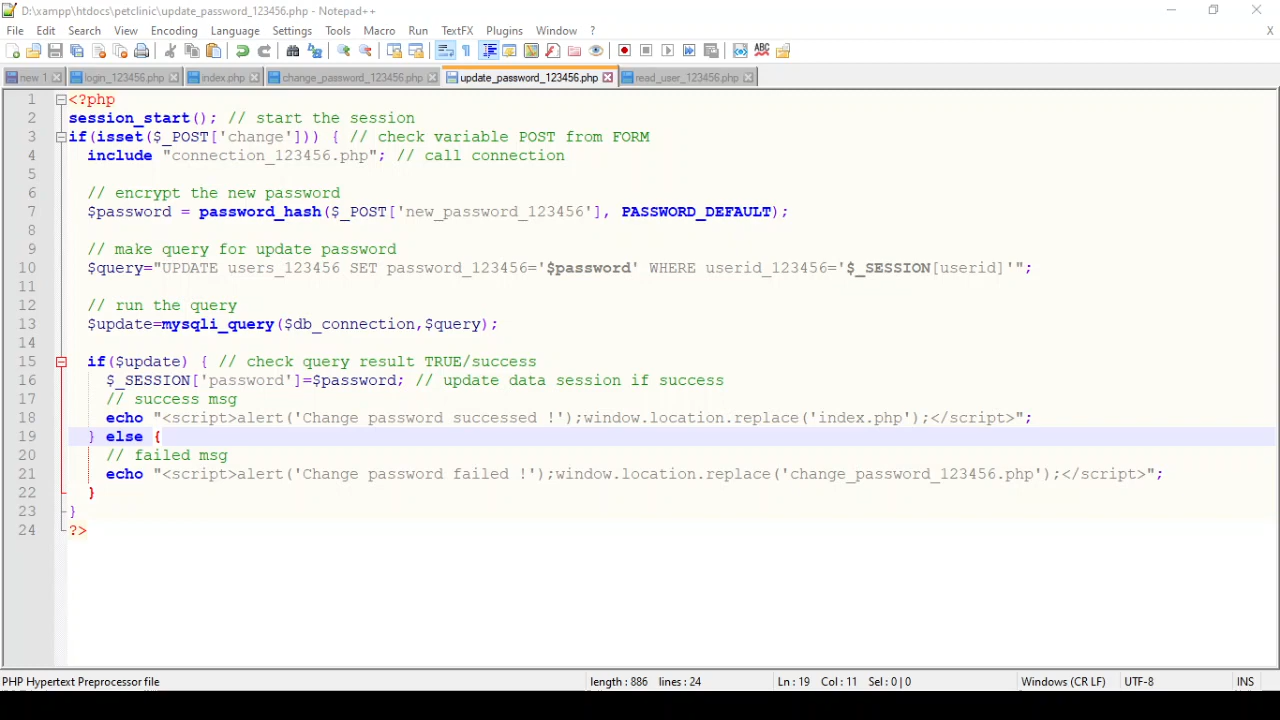 D:\xampp\htdocs\petclinic\update_password_123456.php - Notepad++
File Edit Search View Encoding Language Settings Tools Macro Run TextFX Plugins Window ? X
new 1 login_123456.php index.php change_password_123456.php update_password_123456.php read_user_123456.php
1 <?php
2 session_start(); // start the session
3 if(isset($_POST['change'])) { // check variable POST from FORM
4 include "connection_123456.php"; // call connection
5
6 // encrypt the new password
7 $password = password_hash($_POST['new_password_123456'], PASSWORD_DEFAULT);
8
9 // make query for update password
10 $query="UPDATE users_123456 SET password_123456='$password' WHERE userid_123456='$_SESSION[userid]'";
11
12 // run the query
13 $update=mysqli_query($db_connection,$query);
14
15 if($update) { // check query result TRUE/success
16 $_SESSION['password']=$password; // update data session if success
17 // success msg
18 echo "<script>alert('Change password successed !');window.location.replace('index.php');</script>";
19 } else {
20 // failed msg
21 echo "<script>alert('Change password failed !');window.location.replace('change_password_123456.php');</script>";
22 }
23 }
24 ?>
PHP Hypertext Preprocessor file length : 886 lines : 24 Ln : 19 Col : 11 Sel : 0 | 0 Windows (CR LF) UTF-8 INS